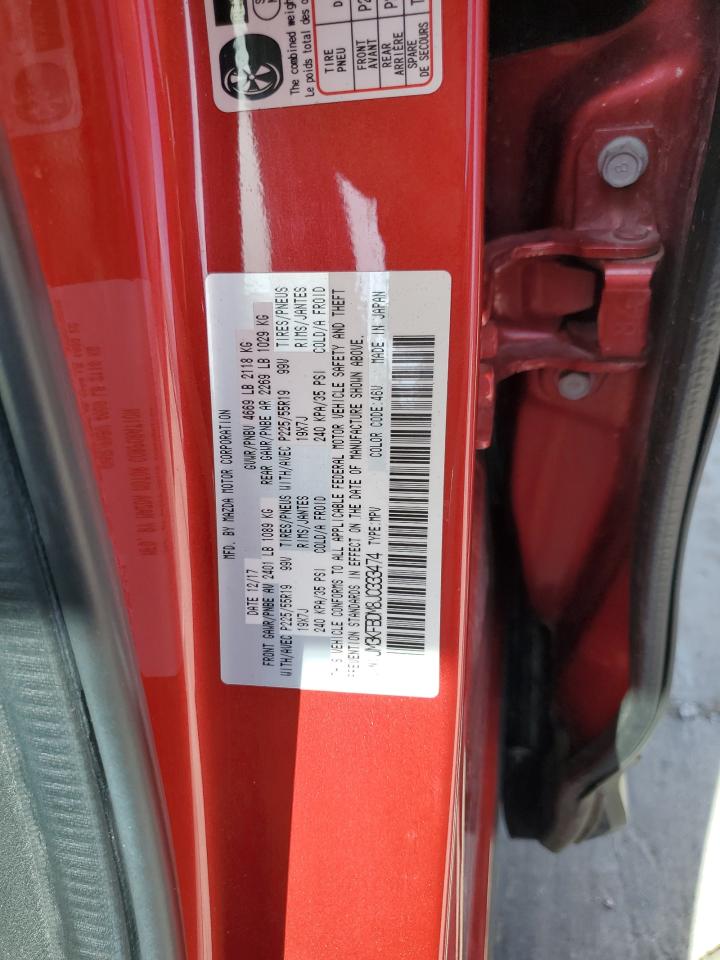 MFD. BY MAZDA MOTOR CORPORATION
DATE 12/17 GVWR/PNBV 4669 LB 2118 KG
FRONT GAWR/PNBE AV 2401 LB 1089 KG REAR GAWR/PNBE AR 2269 LB 1029 KG
WITH/AVEC P225/55R19 99V TIRES/PNEUS WITH/AVEC P225/55R19 99V TIRES/PNEUS
19X7J RIMS/JANTES 19X7J RIMS/JANTES
240 KPA/35 PSI COLD/A FROID 240 KPA/35 PSI COLD/A FROID
VEHICLE CONFORMS TO ALL APPLICABLE FEDERAL MOTOR VEHICLE SAFETY AND THEFT
PREVENTION STANDARDS IN EFFECT ON THE DATE OF MANUFACTURE SHOWN ABOVE.
TYPE:MPV COLOR CODE:46V MADE IN JAPAN
The combined weigh
Le poids total des o
TIRE
PNEU
FRONT
AVANT
REAR
ARRIÈRE
SPARE
DE SECOURS